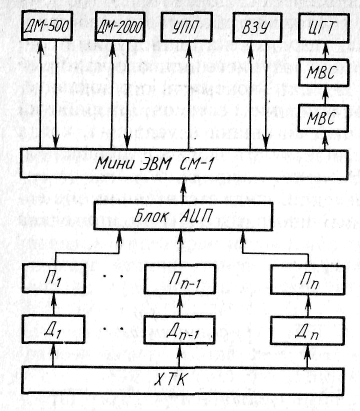 ДМ-500 ДМ-2000 УПП ВЗУ ЦГТ
МВС
МВС
Мини ЭВМ СМ-1
Блок АЦП
П1 · · Пn-1 Пn
Д1 · · Дn-1 Дn
ХТК